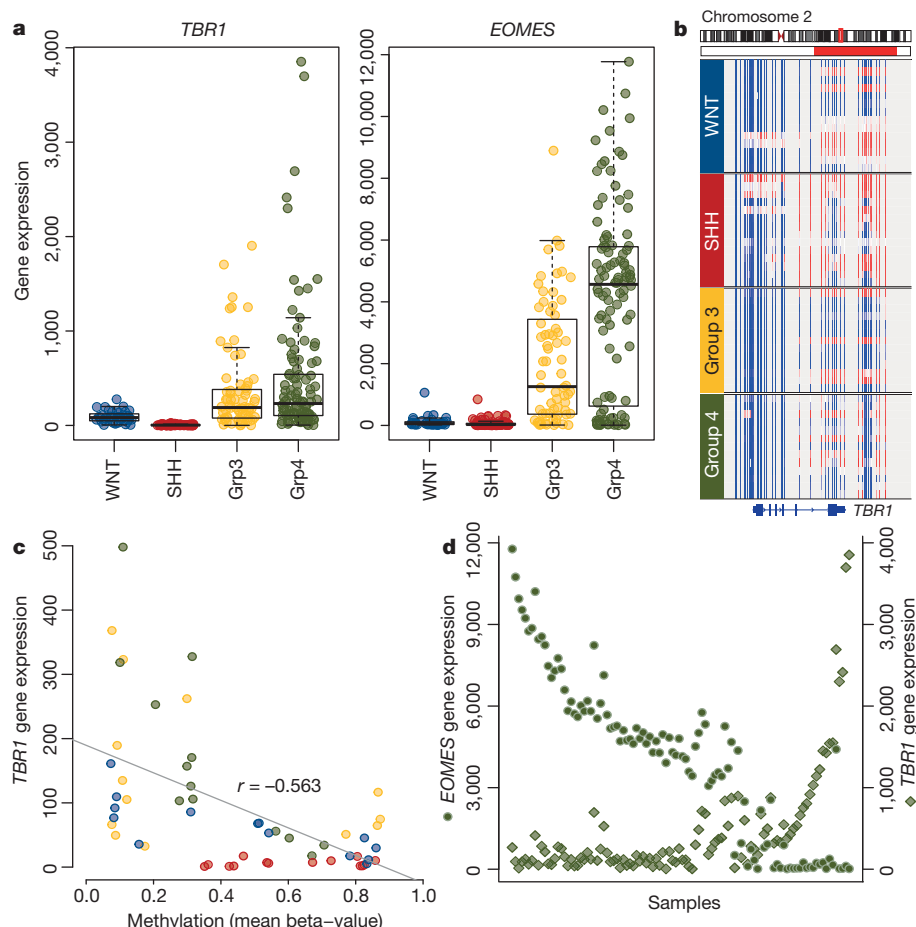 a
TBR1
EOMES
Gene expression
4,000
3,000
2,000
1,000
0
WNT
SHH
Grp3
Grp4
12,000
10,000
8,000
6,000
4,000
2,000
0
WNT
SHH
Grp3
Grp4
b
Chromosome 2
WNT
SHH
Group 3
Group 4
TBR1
c
TBR1 gene expression
500
400
300
200
100
0
r = −0.563
0.0 0.2 0.4 0.6 0.8 1.0
Methylation (mean beta−value)
d
EOMES gene expression
12,000
9,000
6,000
3,000
0
4,000
3,000
2,000
1,000
0
TBR1 gene expression
Samples